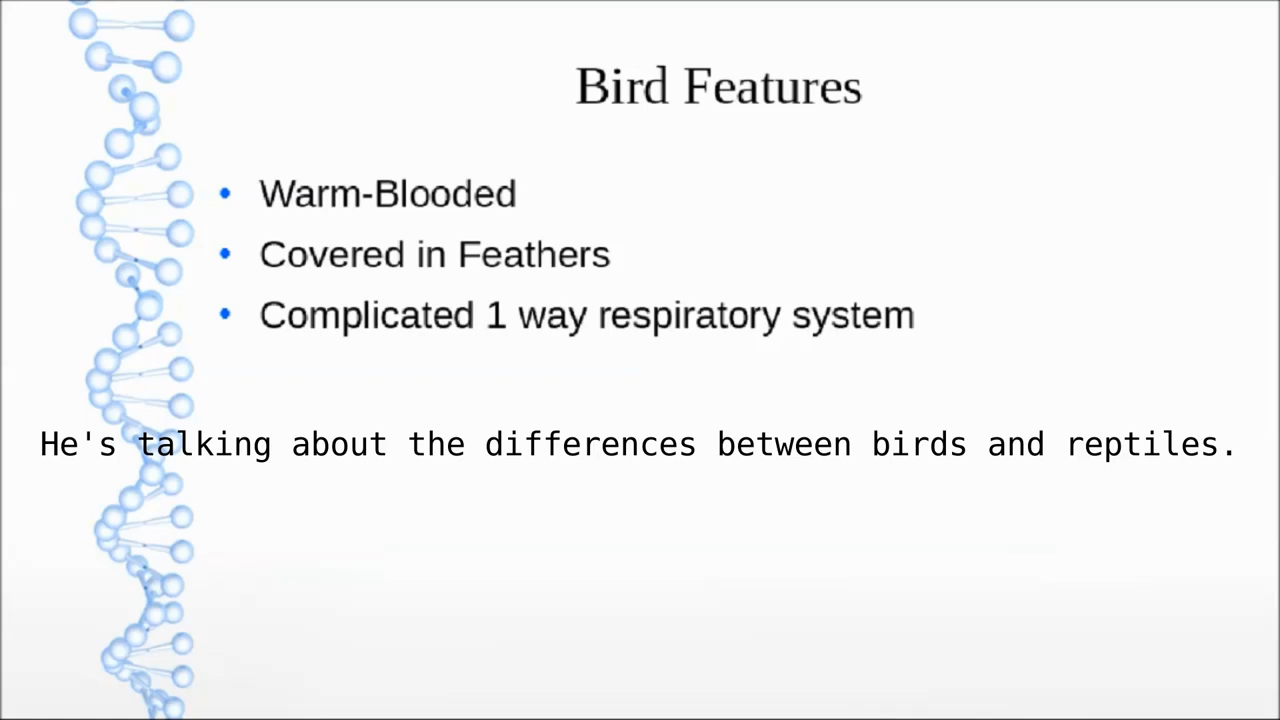 Bird Features
Warm-Blooded
Covered in Feathers
Complicated 1 way respiratory system
He's talking about the differences between birds and reptiles.